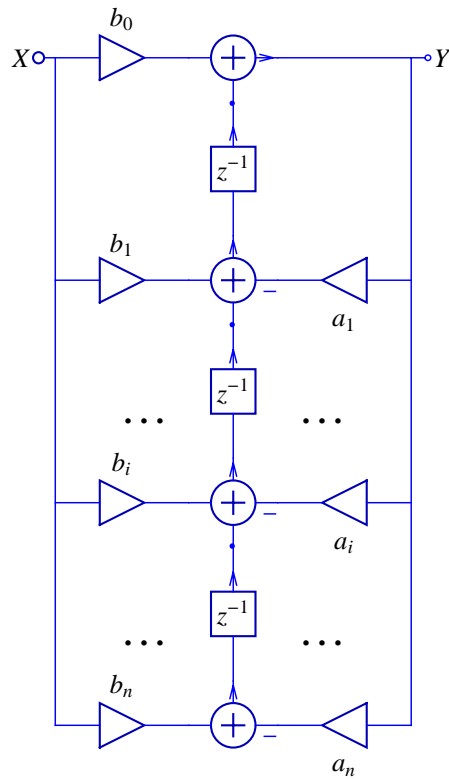 b₀
X Y
z⁻¹
b₁
− a₁
z⁻¹
... ...
bᵢ
− aᵢ
z⁻¹
... ...
bₙ
− aₙ